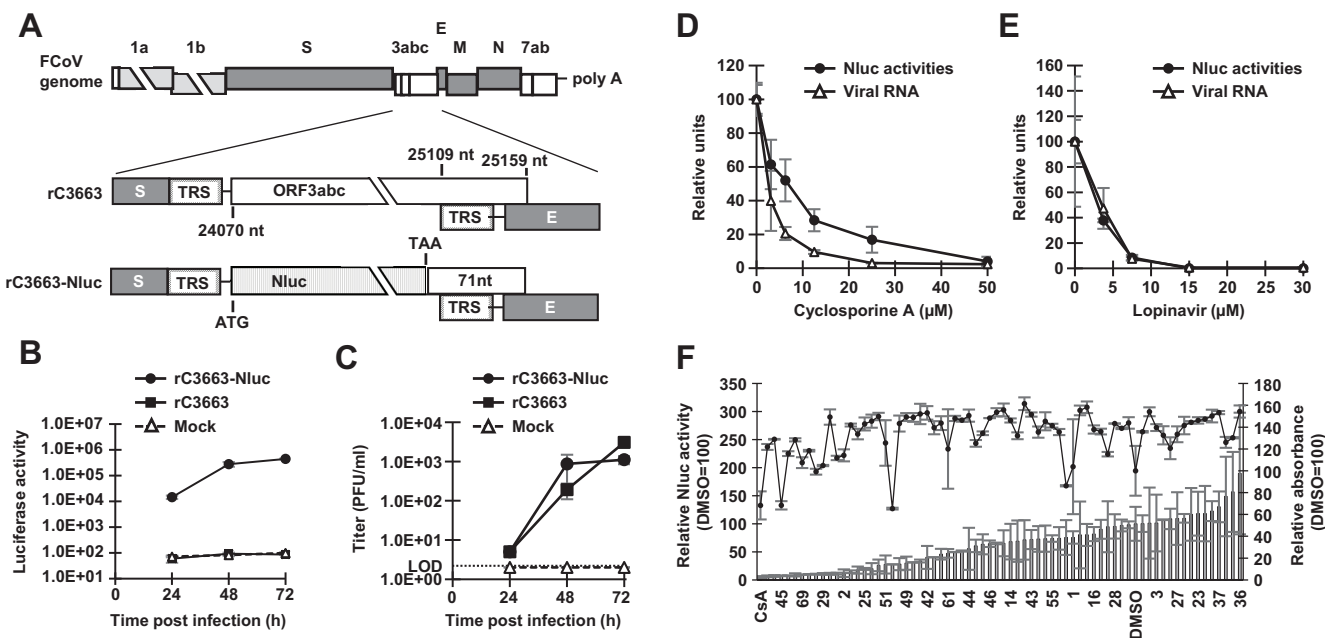 A
FCoV genome
1a
1b
S
3abc
E
M
N
7ab
poly A
25109 nt
25159 nt
rC3663
S
TRS
ORF3abc
TRS
E
24070 nt
TAA
rC3663-Nluc
S
TRS
Nluc
71nt
TRS
E
ATG
B
rC3663-Nluc
rC3663
Mock
Luciferase activity
1.0E+07
1.0E+06
1.0E+05
1.0E+04
1.0E+03
1.0E+02
1.0E+01
0 24 48 72
Time post infection (h)
C
rC3663-Nluc
rC3663
Mock
Titer (PFU/ml)
1.0E+04
1.0E+03
1.0E+02
1.0E+01
1.0E+00
LOD
0 24 48 72
Time post infection (h)
D
Nluc activities
Viral RNA
Relative units
120
100
80
60
40
20
0
0 10 20 30 40 50
Cyclosporine A (µM)
E
Nluc activities
Viral RNA
Relative units
160
140
120
100
80
60
40
20
0
0 5 10 15 20 25 30
Lopinavir (µM)
F
Relative Nluc activity
(DMSO=100)
350
300
250
200
150
100
50
0
180
160
140
120
100
80
60
40
20
0
Relative absorbance
(DMSO=100)
CsA 45 69 29 2 25 51 49 42 61 44 46 14 43 55 1 16 28 DMSO 3 27 23 37 36